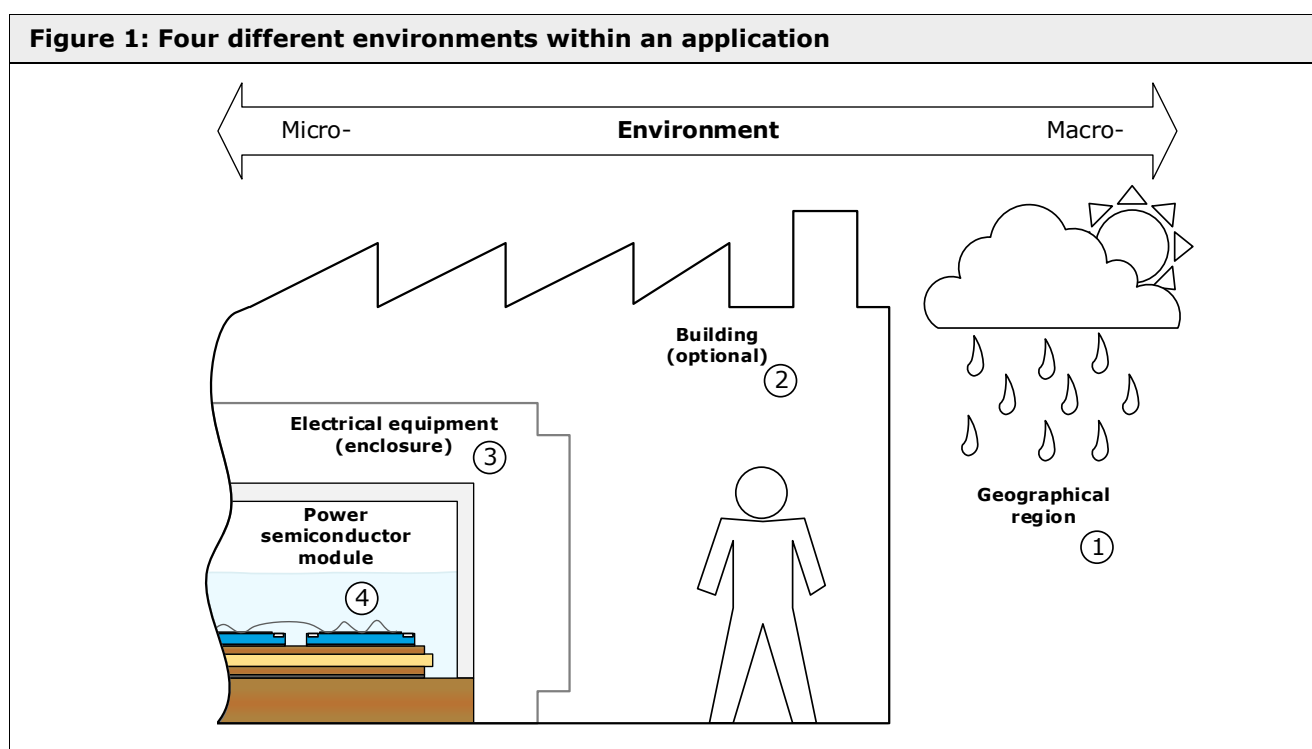 Figure 1: Four different environments within an application
Micro-
Environment
Macro-
Building
(optional)
2
Electrical equipment
(enclosure)
3
Power
semiconductor
module
4
Geographical
region
1